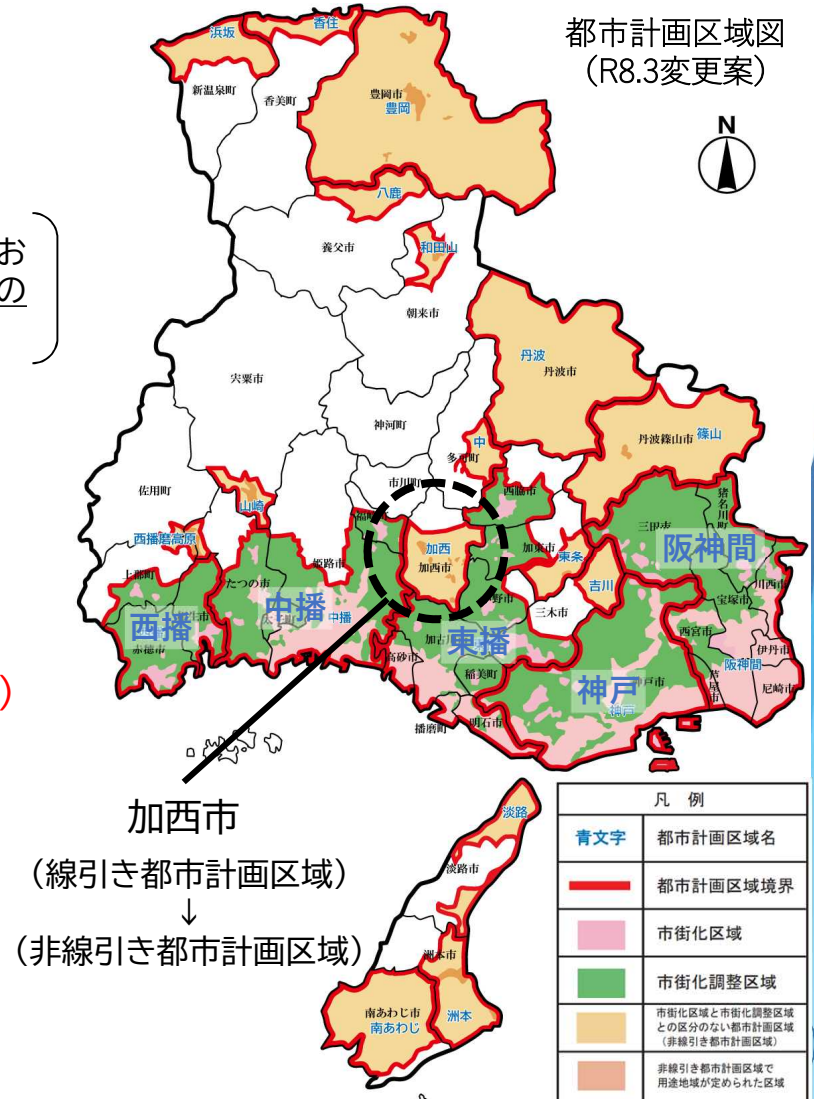 都市計画区域図
(R8.3変更案)
N
お
の
)
浜坂
香住
新温泉町
香美町
豊岡市
豊岡
八鹿
養父市
和田山
朝来市
丹波
丹波市
宍粟市
神河町
中
多可町
丹波篠山市
篠山
市川町
佐用町
山崎
西脇市
猪名川町
三田市
阪神間
西播磨高原
上郡町
姫路市
加西
加西市
加東市
東条
吉川
たつの市
中播
中播
西播
赤穂市
三木市
川西市
宝塚市
東播
西宮市
伊丹市
阪神間
高砂市
稲美町
神戸
神戸市
神戸
芦屋市
尼崎市
播磨町
明石市
加西市
(線引き都市計画区域)
↓
(非線引き都市計画区域)
淡路
淡路市
洲本市
南あわじ市
南あわじ
洲本
凡 例
青文字
都市計画区域名
都市計画区域境界
市街化区域
市街化調整区域
市街化区域と市街化調整区域
との区分のない都市計画区域
(非線引き都市計画区域)
非線引き都市計画区域で
用途地域が定められた区域